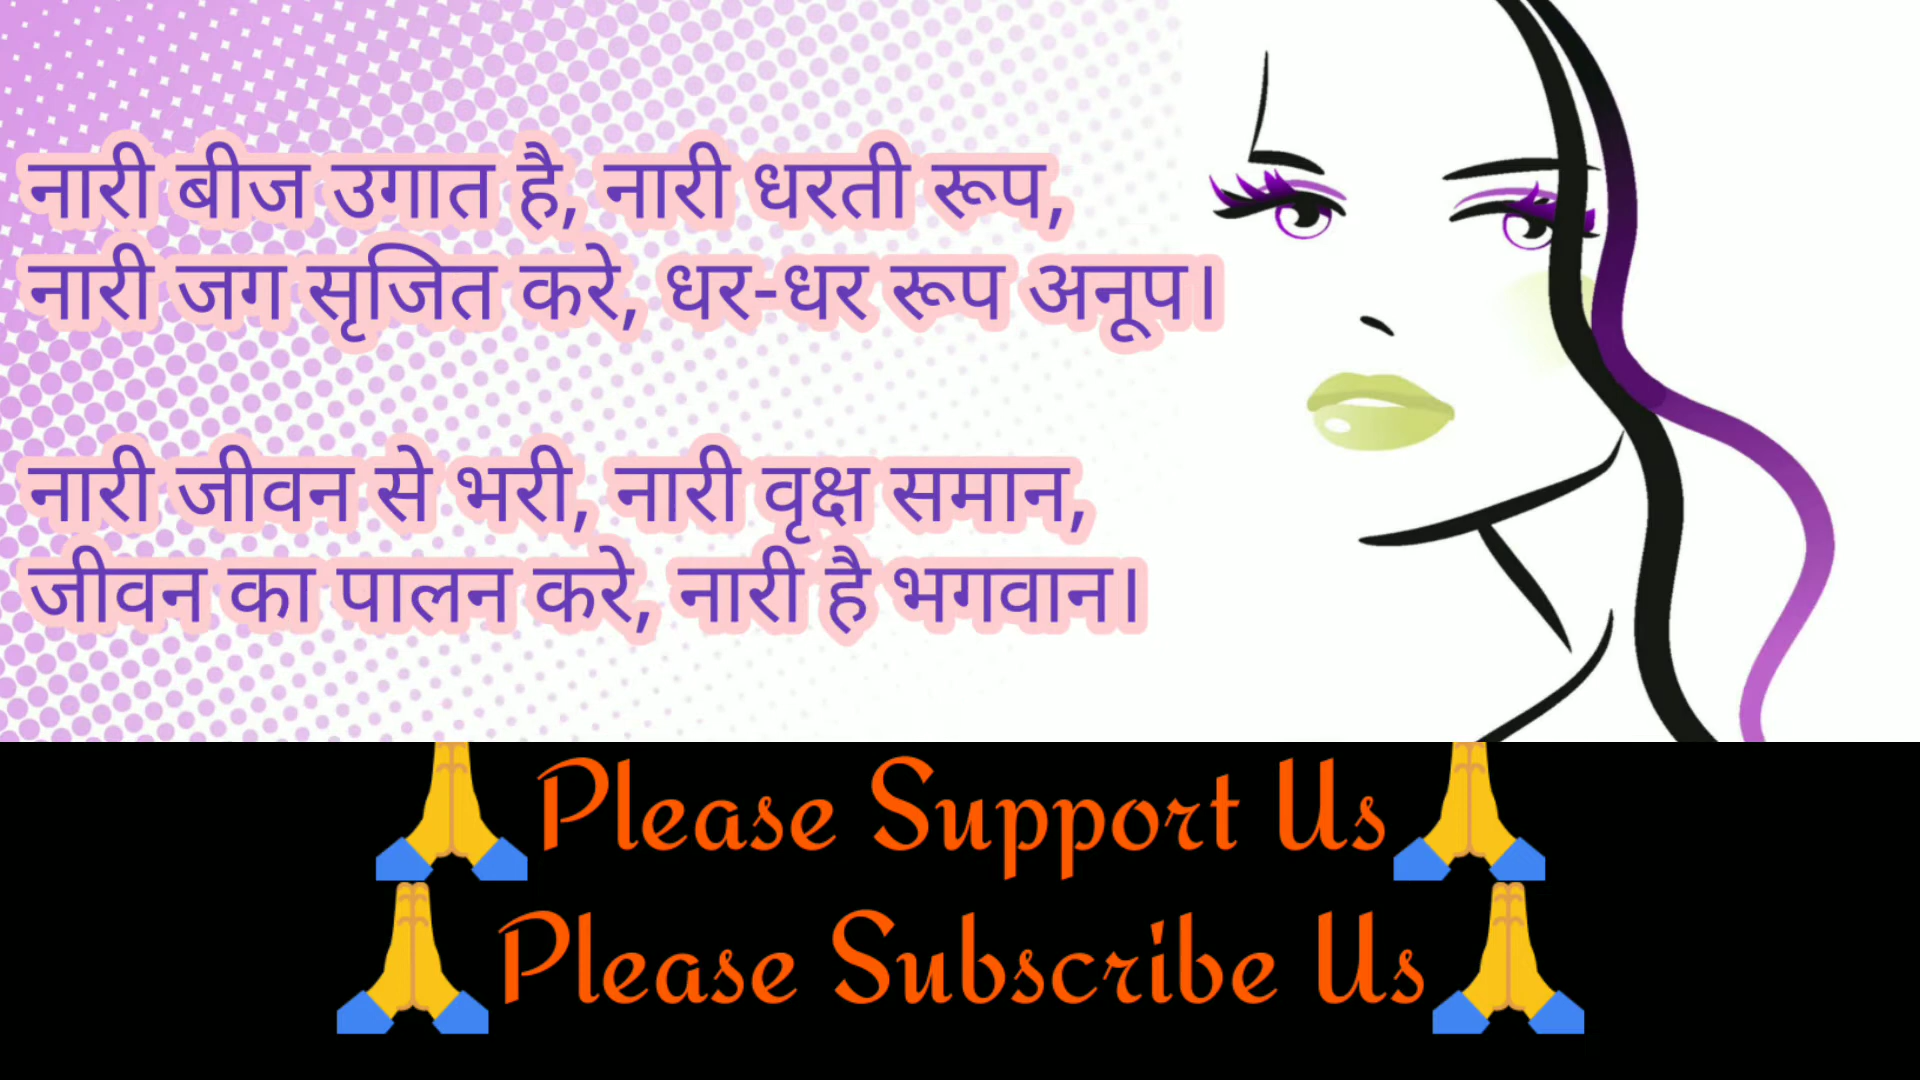 नारी बीज उगात है, नारी धरती रूप,
नारी जग सृजित करे, धर-धर रूप अनूप।
नारी जीवन से भरी, नारी वृक्ष समान,
जीवन का पालन करे, नारी है भगवान।
🙏Please Support Us🙏
🙏Please Subscribe Us🙏